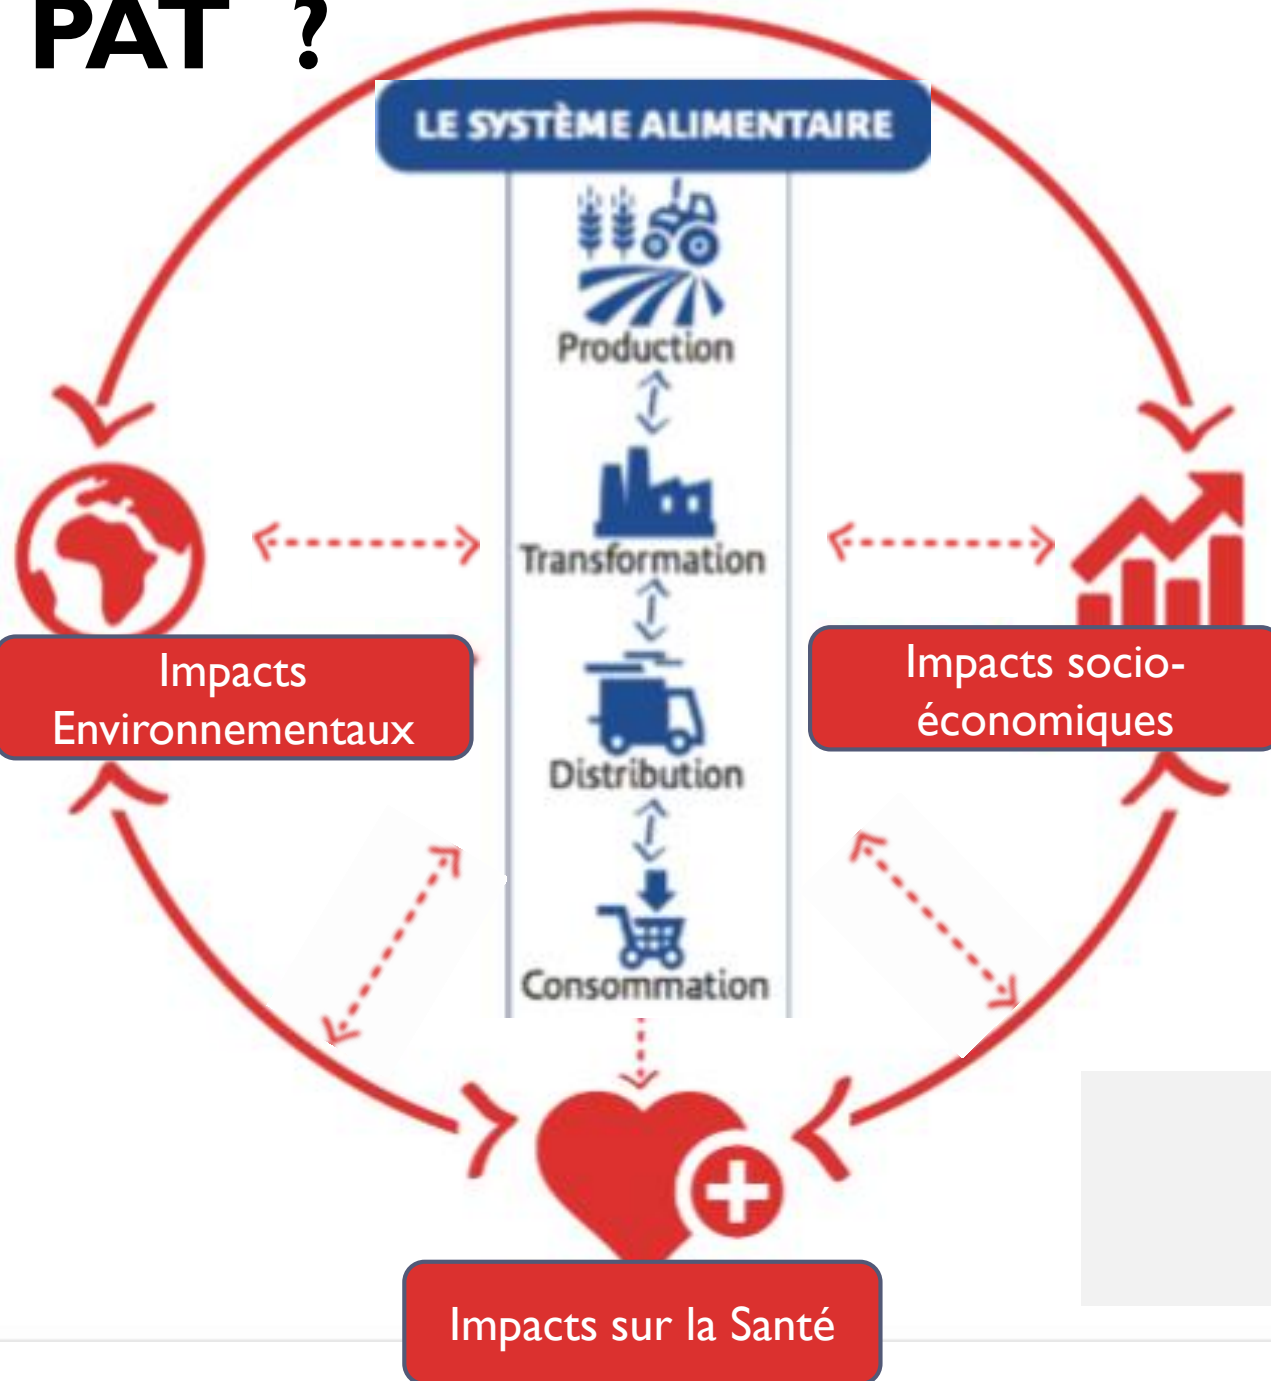 PAT ?
LE SYSTÈME ALIMENTAIRE
Production
Transformation
Impacts
Environnementaux
Impacts socio-
économiques
Distribution
Consommation
Impacts sur la Santé